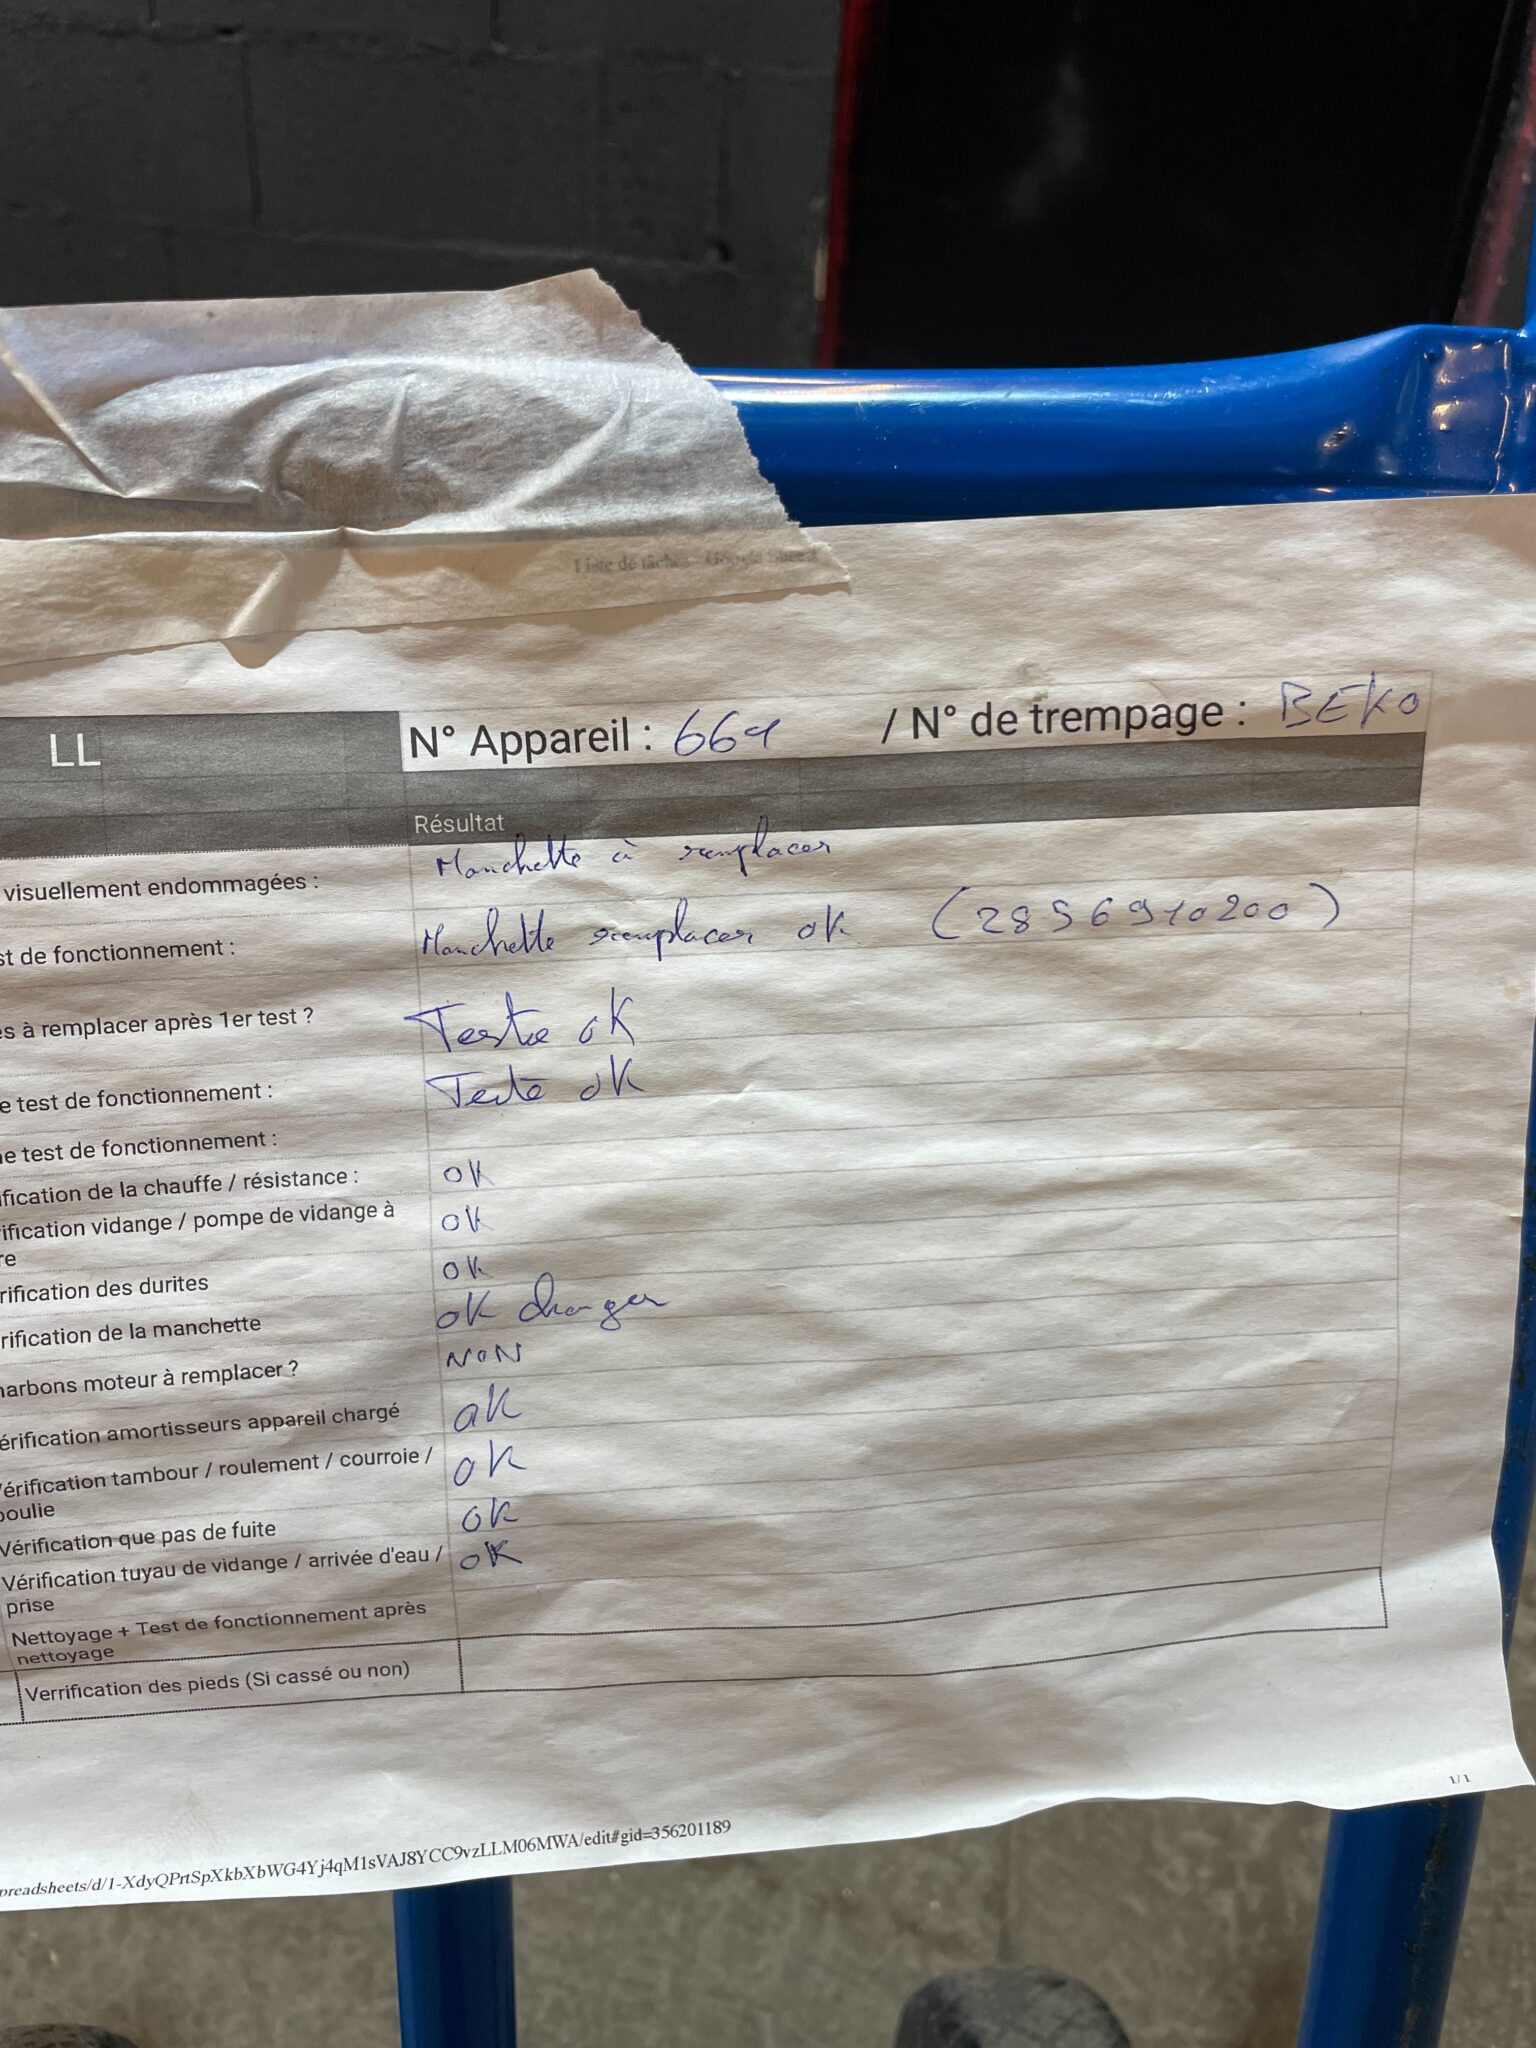 Liste de tâches - Google Sheets
LL
N° Appareil : 669 / N° de trempage : BEKO
Résultat
visuellement endommagées : Manchette à remplacer
st de fonctionnement : Manchette remplacer ok (2856910200)
es à remplacer après 1er test ? Teste oK
e test de fonctionnement : Teste oK
ne test de fonctionnement :
ification de la chauffe / résistance : oK
rification vidange / pompe de vidange à oK
re
rification des durites oK
rification de la manchette oK changer
harbons moteur à remplacer ? NON
érification amortisseurs appareil chargé oK
Vérification tambour / roulement / courroie / oK
poulie
Vérification que pas de fuite oK
Vérification tuyau de vidange / arrivée d'eau / oK
prise
Nettoyage + Test de fonctionnement après
nettoyage
Verrification des pieds (Si cassé ou non)
1/1
preadsheets/d/1-XdyQPrtSpXkbXbWG4Yj4qM1sVAJ8YCC9vzLLM06MWA/edit#gid=356201189